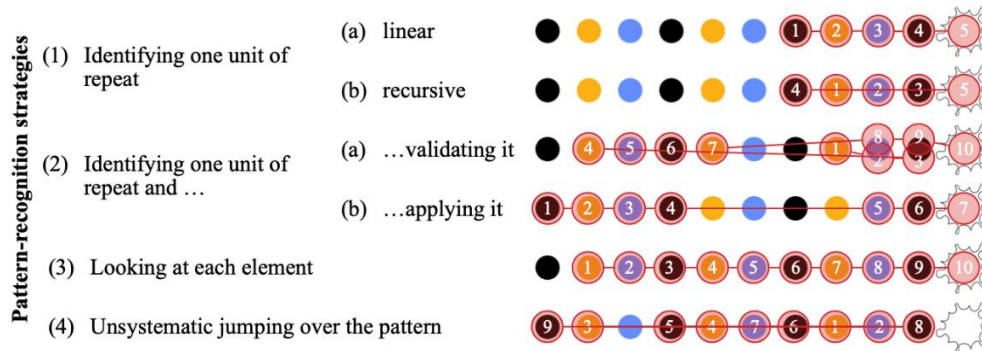 Pattern-recognition strategies
(1) Identifying one unit of repeat
(a) linear
1 2 3 4 5
(b) recursive
4 1 2 3 5
(2) Identifying one unit of repeat and …
(a) …validating it
4 5 6 7 1 8 9 2 3 10
(b) …applying it
1 2 3 4 5 6 7
(3) Looking at each element
1 2 3 4 5 6 7 8 9 10
(4) Unsystematic jumping over the pattern
9 3 5 4 7 6 1 2 8